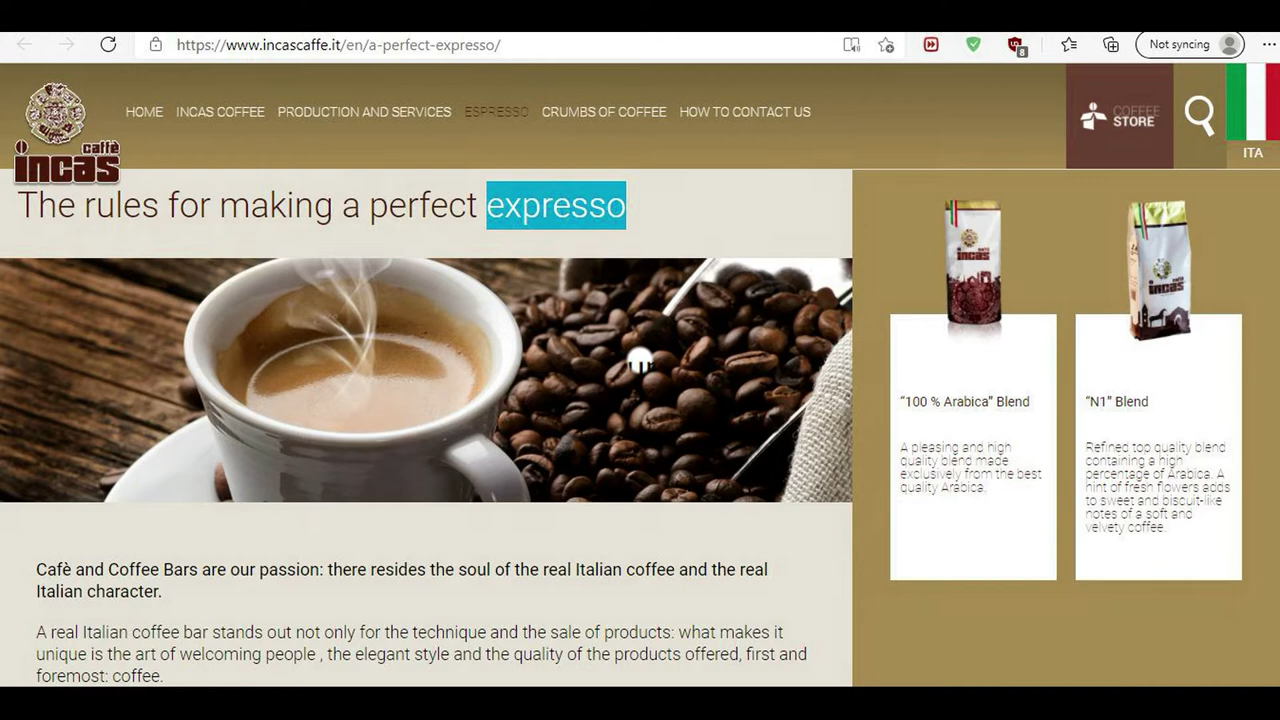 https://www.incascaffe.it/en/a-perfect-expresso/
8
Not syncing
HOME INCAS COFFEE PRODUCTION AND SERVICES ESPRESSO CRUMBS OF COFFEE HOW TO CONTACT US
COFFEE
STORE
ITA
caffè
incas
The rules for making a perfect expresso
incas
incas
“100 % Arabica” Blend
A pleasing and high
quality blend made
exclusively from the best
quality Arabica.
“N1” Blend
Refined top quality blend
containing a high
percentage of Arabica. A
hint of fresh flowers adds
to sweet and biscuit-like
notes of a soft and
velvety coffee.
Cafè and Coffee Bars are our passion: there resides the soul of the real Italian coffee and the real
Italian character.
A real Italian coffee bar stands out not only for the technique and the sale of products: what makes it
unique is the art of welcoming people , the elegant style and the quality of the products offered, first and
foremost: coffee.